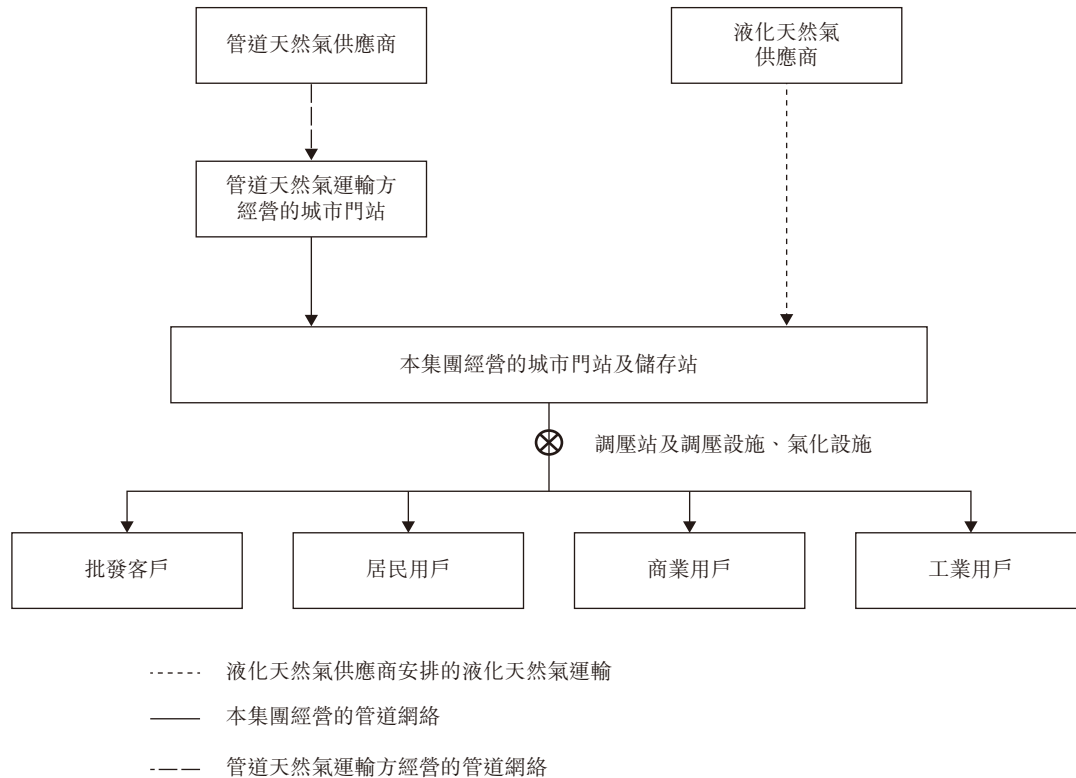 管道天然氣供應商
液化天然氣
供應商
管道天然氣運輸方
經營的城市門站
本集團經營的城市門站及儲存站
調壓站及調壓設施、氣化設施
批發客戶
居民用戶
商業用戶
工業用戶
液化天然氣供應商安排的液化天然氣運輸
本集團經營的管道網絡
管道天然氣運輸方經營的管道網絡